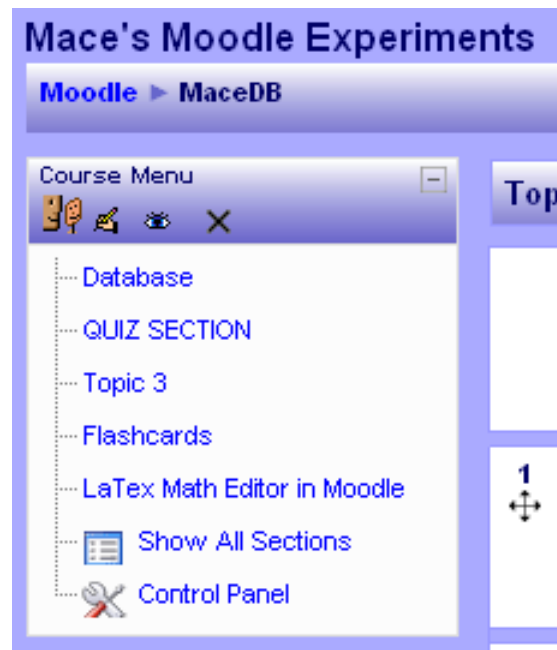 Mace's Moodle Experiments
Moodle ► MaceDB
Course Menu
Database
QUIZ SECTION
Topic 3
Flashcards
LaTex Math Editor in Moodle
Show All Sections
Control Panel
Top
1